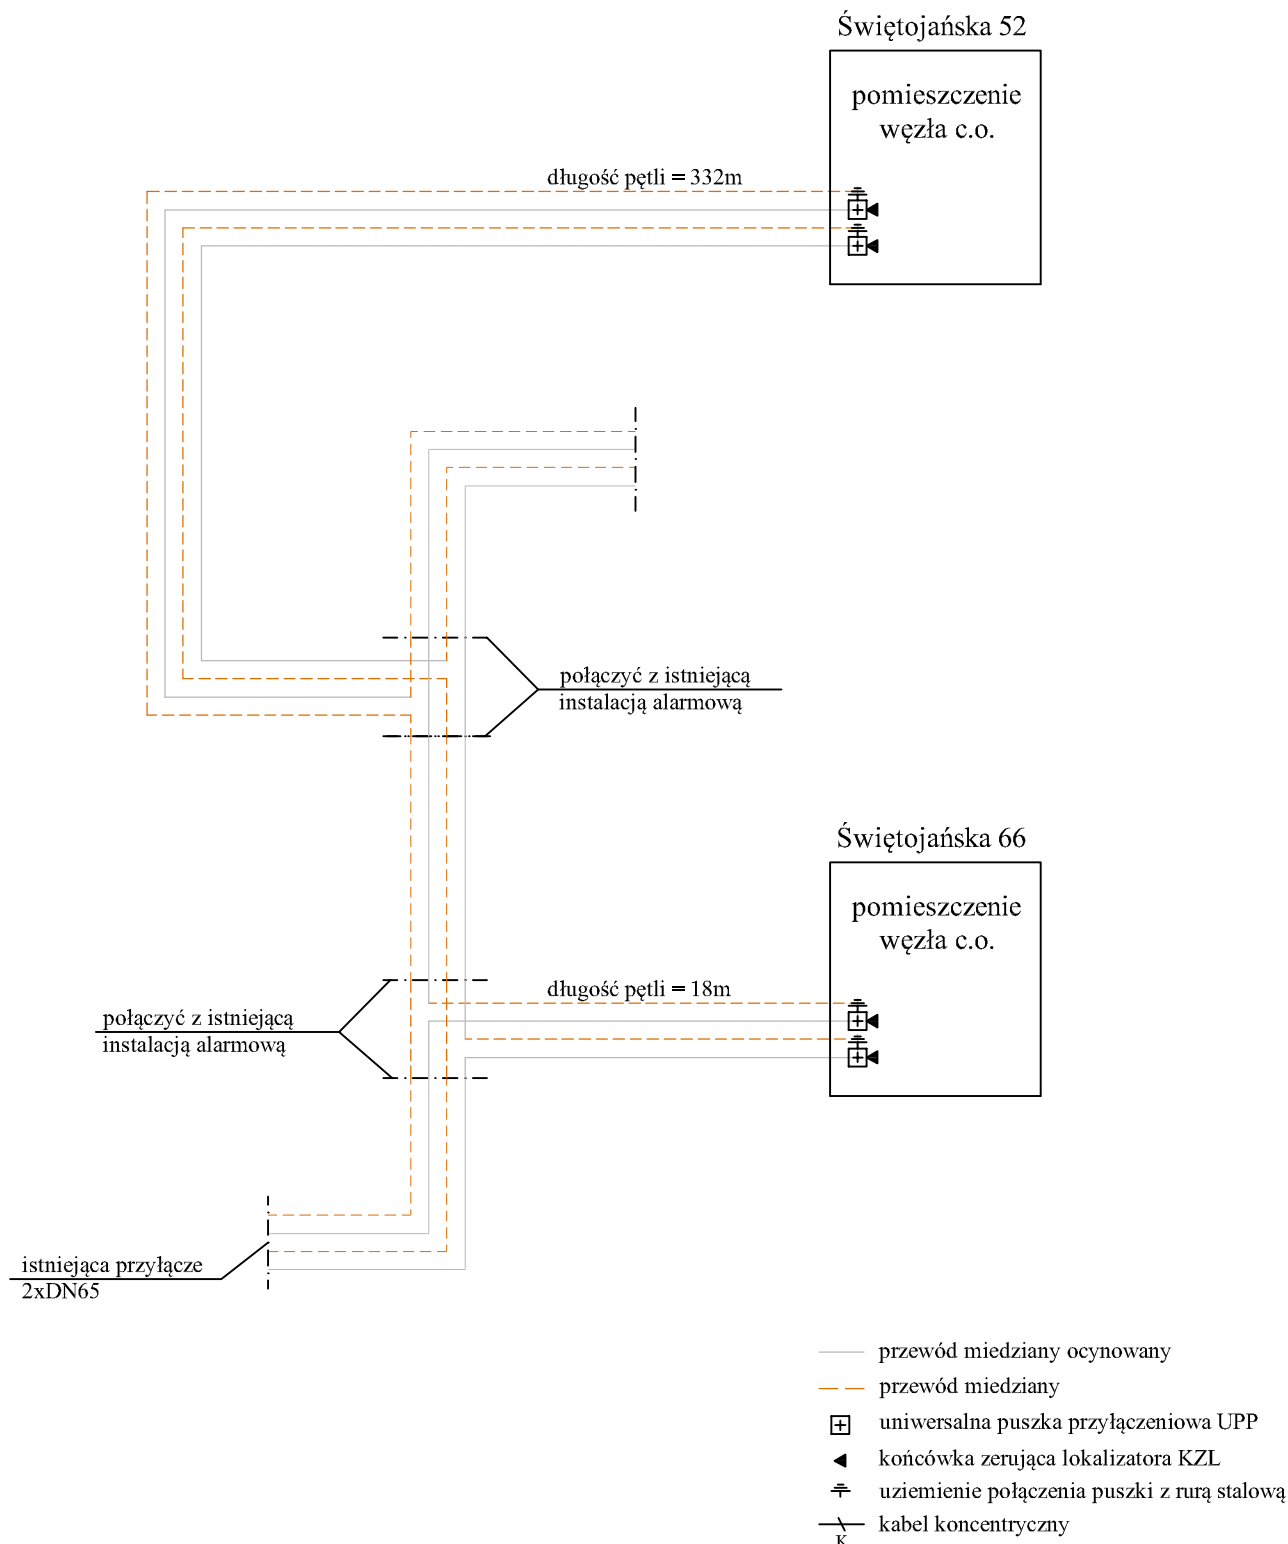 Świętojańska 52
pomieszczenie
węzła c.o.
długość pętli = 332m
połączyć z istniejącą
instalacją alarmową
Świętojańska 66
pomieszczenie
węzła c.o.
długość pętli = 18m
połączyć z istniejącą
instalacją alarmową
istniejąca przyłącze
2xDN65
przewód miedziany ocynowany
przewód miedziany
uniwersalna puszka przyłączeniowa UPP
końcówka zerująca lokalizatora KZL
uziemienie połączenia puszki z rurą stalową
kabel koncentryczny
K